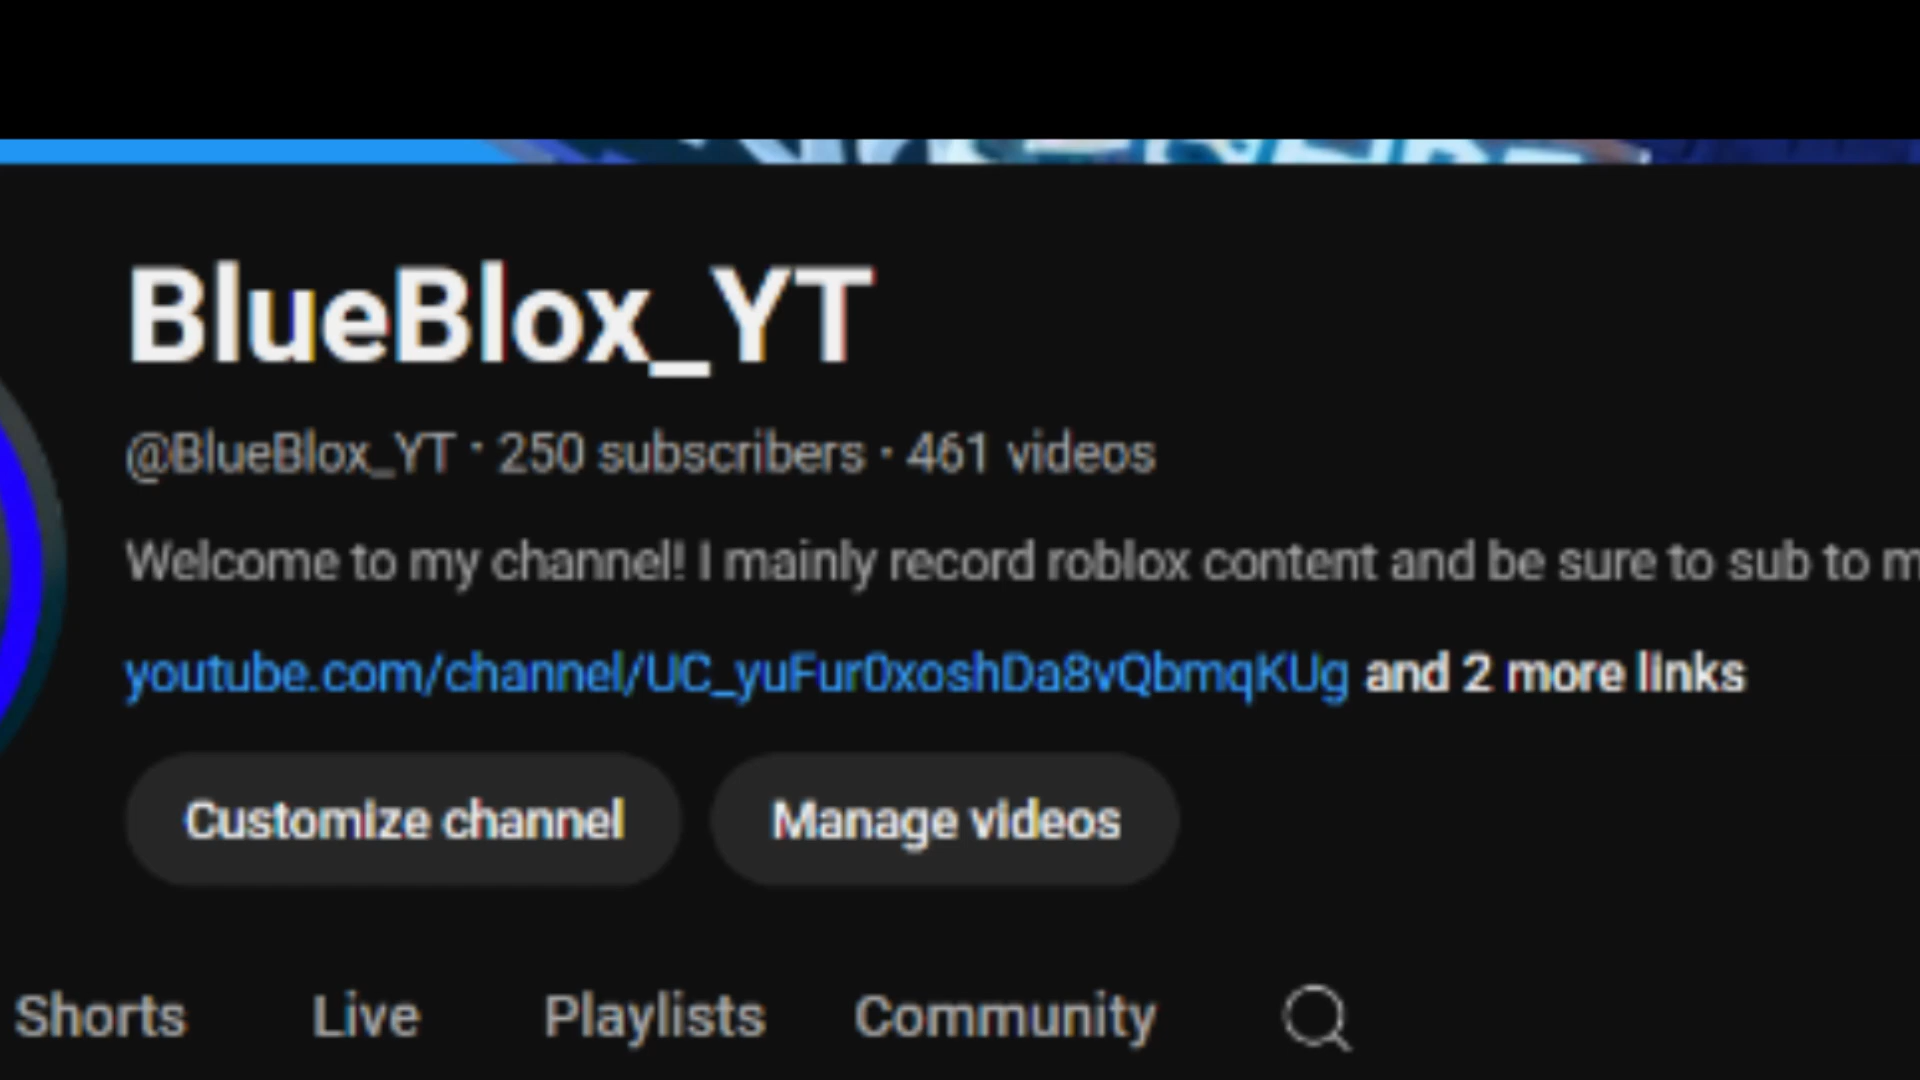 BlueBlox_YT
@BlueBlox_YT · 250 subscribers · 461 videos
Welcome to my channel! I mainly record roblox content and be sure to sub to m
youtube.com/channel/UC_yuFur0xoshDa8vQbmqKUg and 2 more links
Customize channel Manage videos
Shorts Live Playlists Community